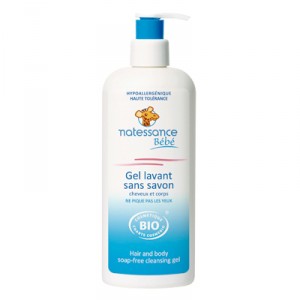 HYPOALLERGÉNIQUE
HAUTE TOLÉRANCE
natessance
Bébé
Gel lavant
sans savon
cheveux et corps
NE PIQUE PAS LES YEUX
BIO
Hair and body
soap-free cleansing gel